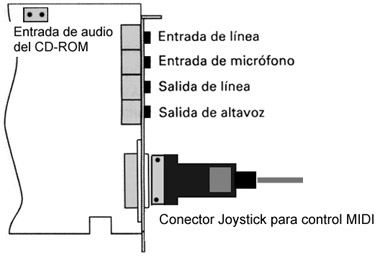 Entrada de audio
del CD-ROM
Entrada de línea
Entrada de micrófono
Salida de línea
Salida de altavoz
Conector Joystick para control MIDI